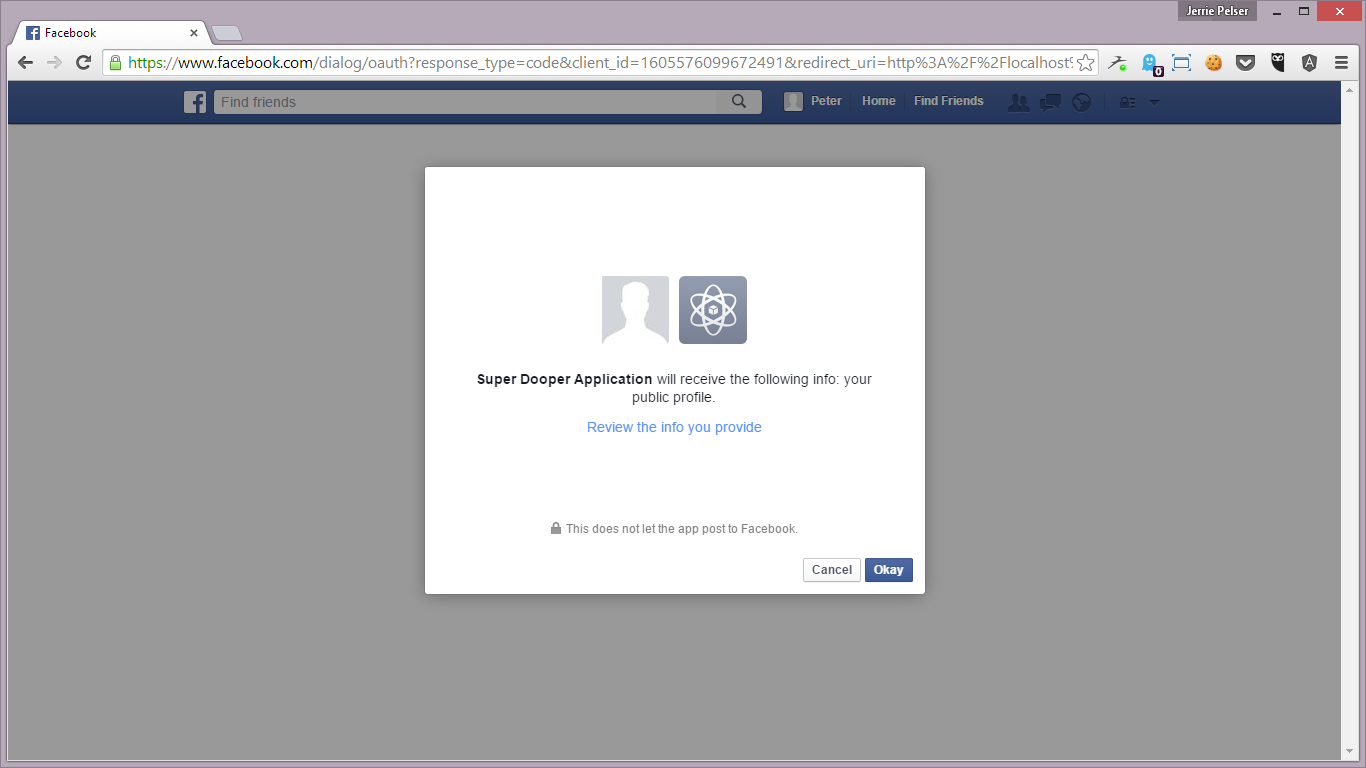 Jerrie Pelser
Facebook
https://www.facebook.com/dialog/oauth?response_type=code&client_id=1605576099672491&redirect_uri=http%3A%2F%2Flocalhost%
0
Find friends
Peter
Home
Find Friends
Super Dooper Application will receive the following info: your
public profile.
Review the info you provide
This does not let the app post to Facebook.
Cancel
Okay